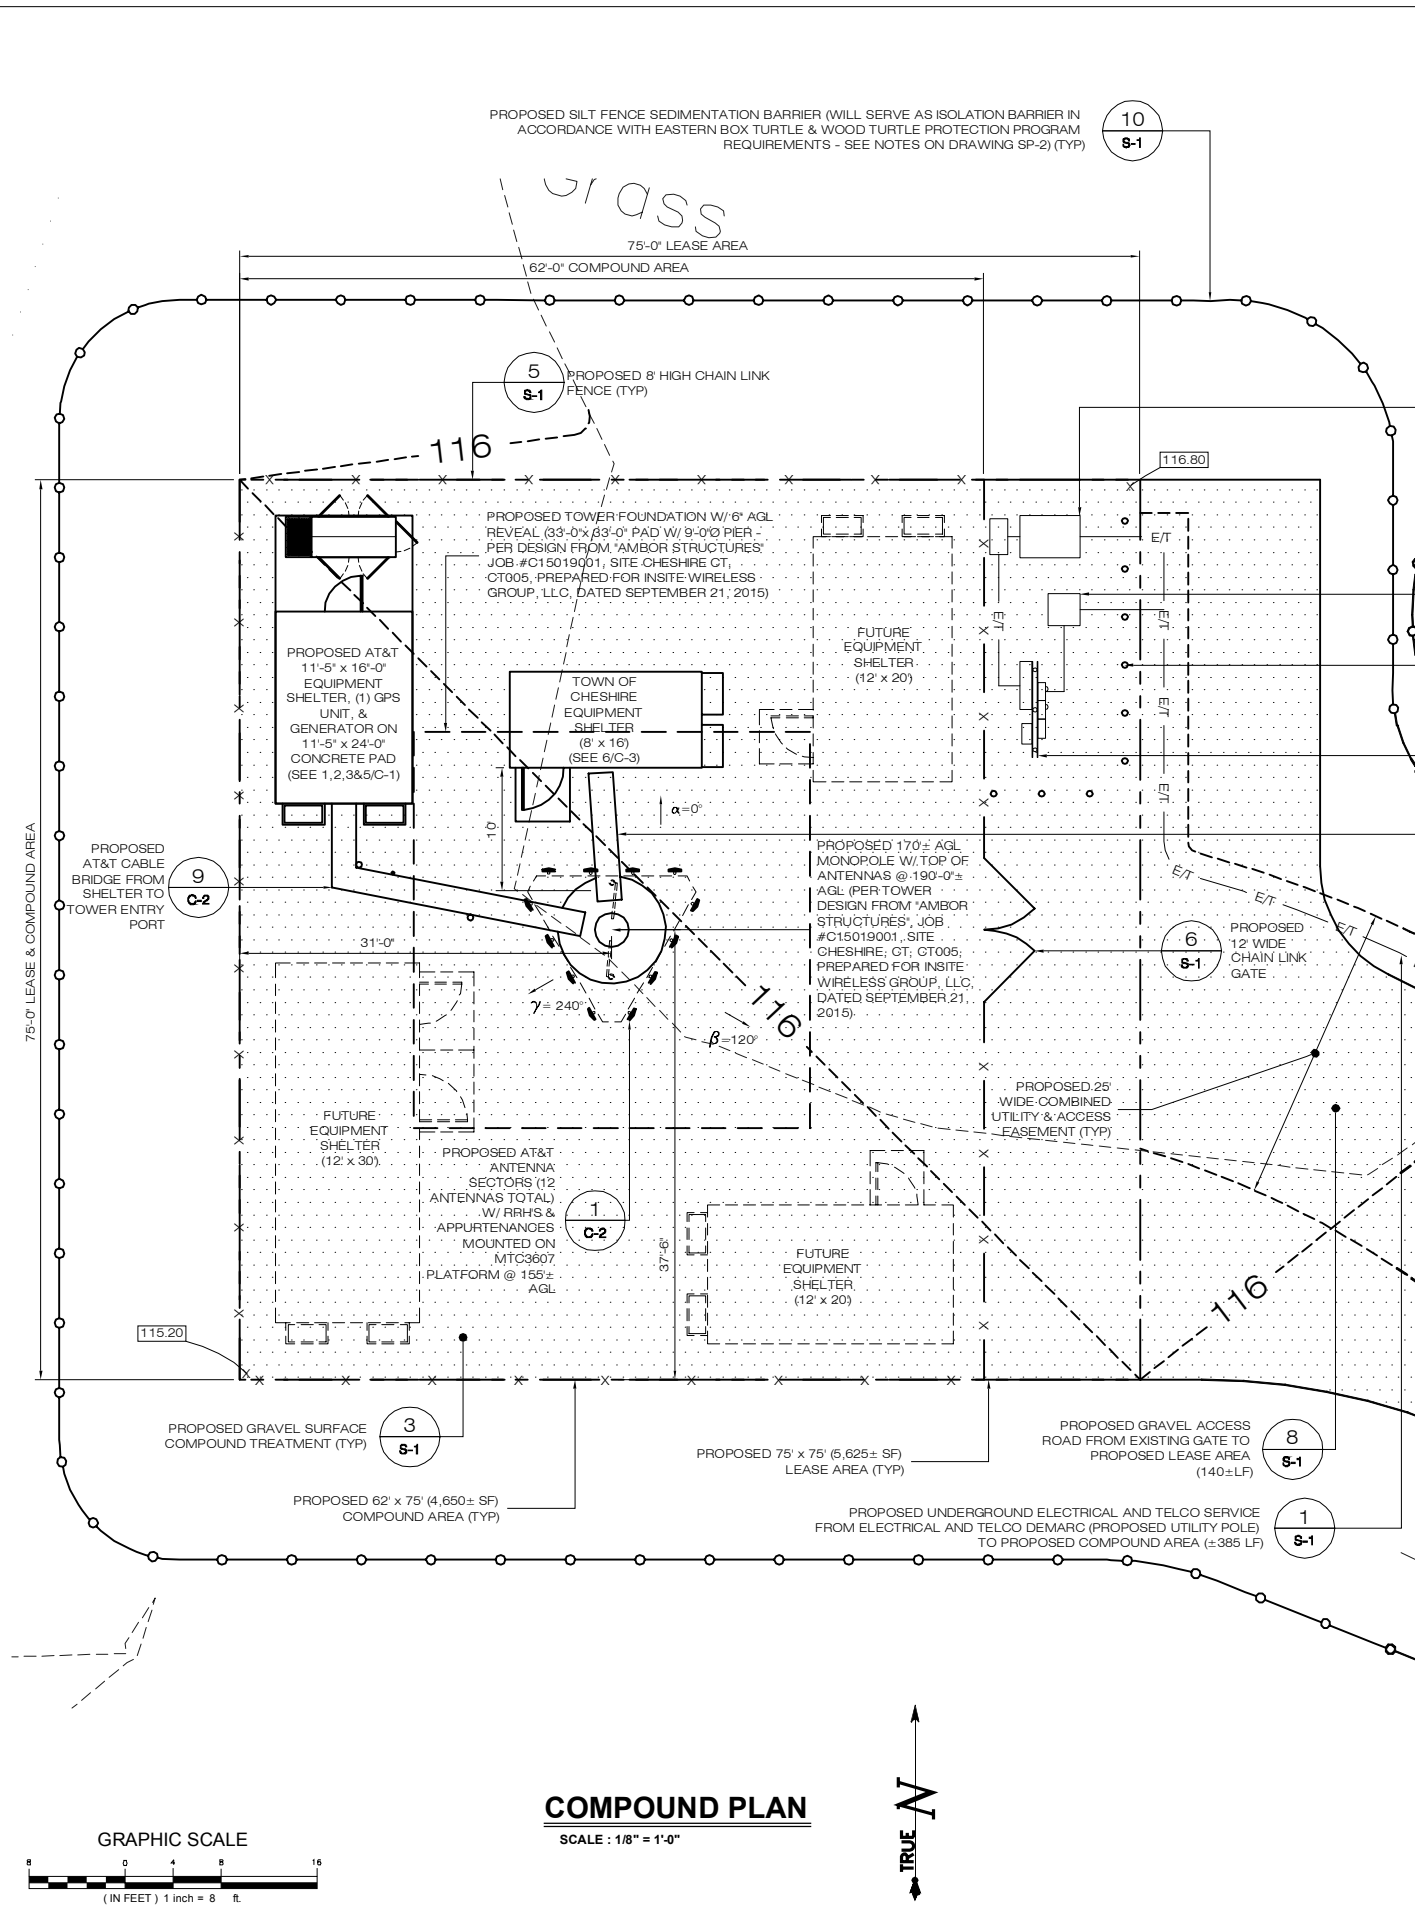 PROPOSED SILT FENCE SEDIMENTATION BARRIER (WILL SERVE AS ISOLATION BARRIER IN
ACCORDANCE WITH EASTERN BOX TURTLE & WOOD TURTLE PROTECTION PROGRAM
REQUIREMENTS - SEE NOTES ON DRAWING SP-2) (TYP)
10
S-1
Grass
75'-0" LEASE AREA
62'-0" COMPOUND AREA
5
S-1
PROPOSED 8' HIGH CHAIN LINK
FENCE (TYP)
116
116.80
PROPOSED TOWER FOUNDATION W/ 6" AGL
REVEAL (33'-0"x 33'-0" PAD W/ 9'-0"Ø PIER -
PER DESIGN FROM "AMBOR STRUCTURES"
JOB #C15019001, SITE CHESHIRE CT,
CT005, PREPARED FOR INSITE WIRELESS
GROUP, LLC, DATED SEPTEMBER 21, 2015)
E/T
E/T
E/T
E/T
E/T
E/T
E/T
E/T
FUTURE
EQUIPMENT
SHELTER
(12' x 20')
PROPOSED AT&T
11'-5" x 16"-0"
EQUIPMENT
SHELTER, (1) GPS
UNIT, &
GENERATOR ON
11'-5" x 24'-0"
CONCRETE PAD
(SEE 1,2,3&5/C-1)
TOWN OF
CHESHIRE
EQUIPMENT
SHELTER
(8' x 16')
(SEE 6/C-3)
10'
α=0°
75'-0" LEASE & COMPOUND AREA
PROPOSED
AT&T CABLE
BRIDGE FROM
SHELTER TO
TOWER ENTRY
PORT
9
C-2
PROPOSED 170'± AGL
MONOPOLE W/ TOP OF
ANTENNAS @ 190'-0"±
AGL (PER TOWER
DESIGN FROM "AMBOR
STRUCTURES", JOB
#C15019001, SITE
CHESHIRE, CT, CT005,
PREPARED FOR INSITE
WIRELESS GROUP, LLC,
DATED SEPTEMBER 21,
2015)
6
S-1
PROPOSED
12' WIDE
CHAIN LINK
GATE
31'-0"
γ=240°
β=120°
116
PROPOSED 25'
WIDE COMBINED
UTILITY & ACCESS
EASEMENT (TYP)
FUTURE
EQUIPMENT
SHELTER
(12' x 30')
PROPOSED AT&T
ANTENNA
SECTORS (12
ANTENNAS TOTAL)
W/ RRH'S &
APPURTENANCES
MOUNTED ON
MTC3607
PLATFORM @ 155'±
AGL
1
C-2
37'-6"
FUTURE
EQUIPMENT
SHELTER
(12' x 20')
116
115.20
PROPOSED GRAVEL SURFACE
COMPOUND TREATMENT (TYP)
3
S-1
PROPOSED 75' x 75' (5,625± SF)
LEASE AREA (TYP)
PROPOSED GRAVEL ACCESS
ROAD FROM EXISTING GATE TO
PROPOSED LEASE AREA
(140±LF)
8
S-1
PROPOSED 62' x 75' (4,650± SF)
COMPOUND AREA (TYP)
PROPOSED UNDERGROUND ELECTRICAL AND TELCO SERVICE
FROM ELECTRICAL AND TELCO DEMARC (PROPOSED UTILITY POLE)
TO PROPOSED COMPOUND AREA (±385 LF)
1
S-1
COMPOUND PLAN
SCALE : 1/8" = 1'-0"
TRUE N
GRAPHIC SCALE
8 0 4 8 16
( IN FEET ) 1 inch = 8 ft.